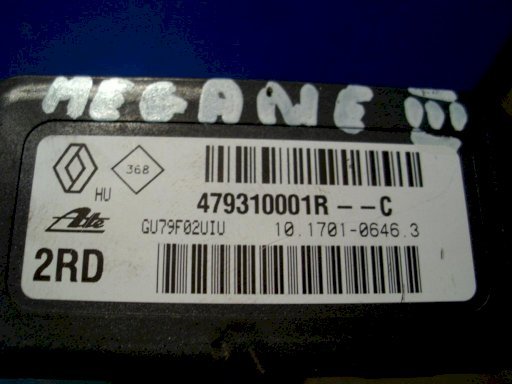 MEGANE III
368
HU
479310001R--C
Ate
GU79F02UIU 10.1701-0646.3
2RD